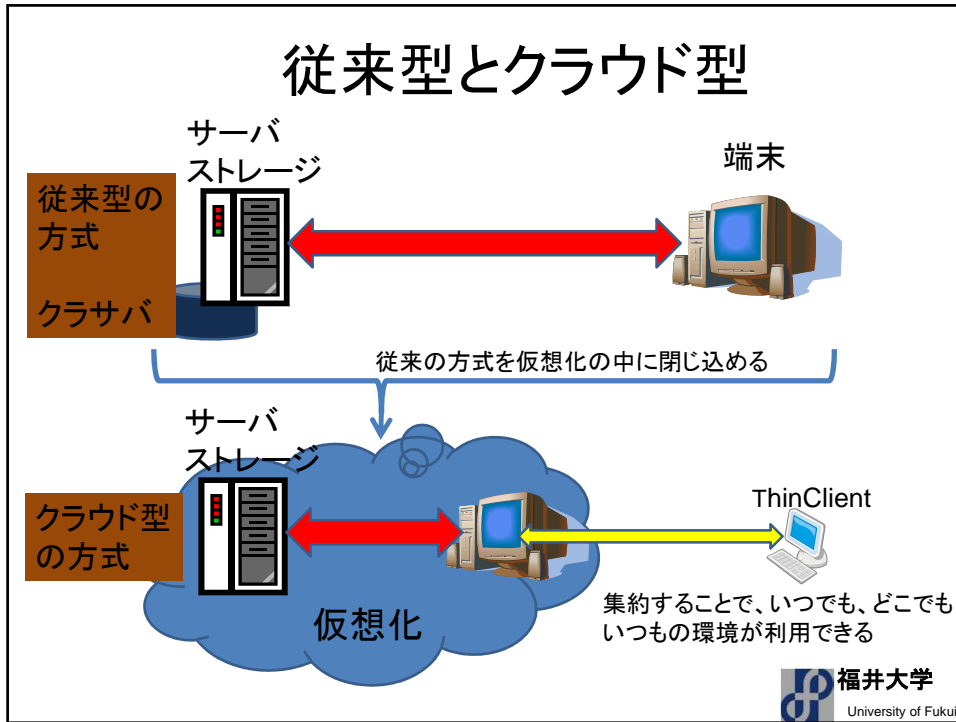 従来型とクラウド型
サーバ
ストレージ
端末
従来型の
方式
クラサバ
従来の方式を仮想化の中に閉じ込める
サーバ
ストレージ
クラウド型
の方式
ThinClient
仮想化
集約することで、いつでも、どこでも
いつもの環境が利用できる
福井大学
University of Fukui